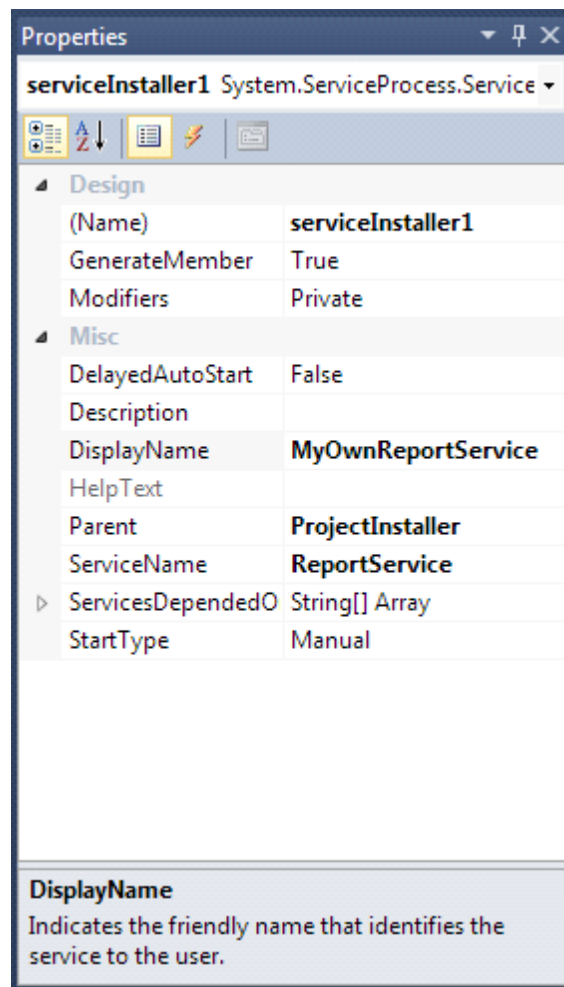 Properties
serviceInstaller1 System.ServiceProcess.Service
Design
(Name) serviceInstaller1
GenerateMember True
Modifiers Private
Misc
DelayedAutoStart False
Description
DisplayName MyOwnReportService
HelpText
Parent ProjectInstaller
ServiceName ReportService
ServicesDependedO String[] Array
StartType Manual
DisplayName
Indicates the friendly name that identifies the
service to the user.